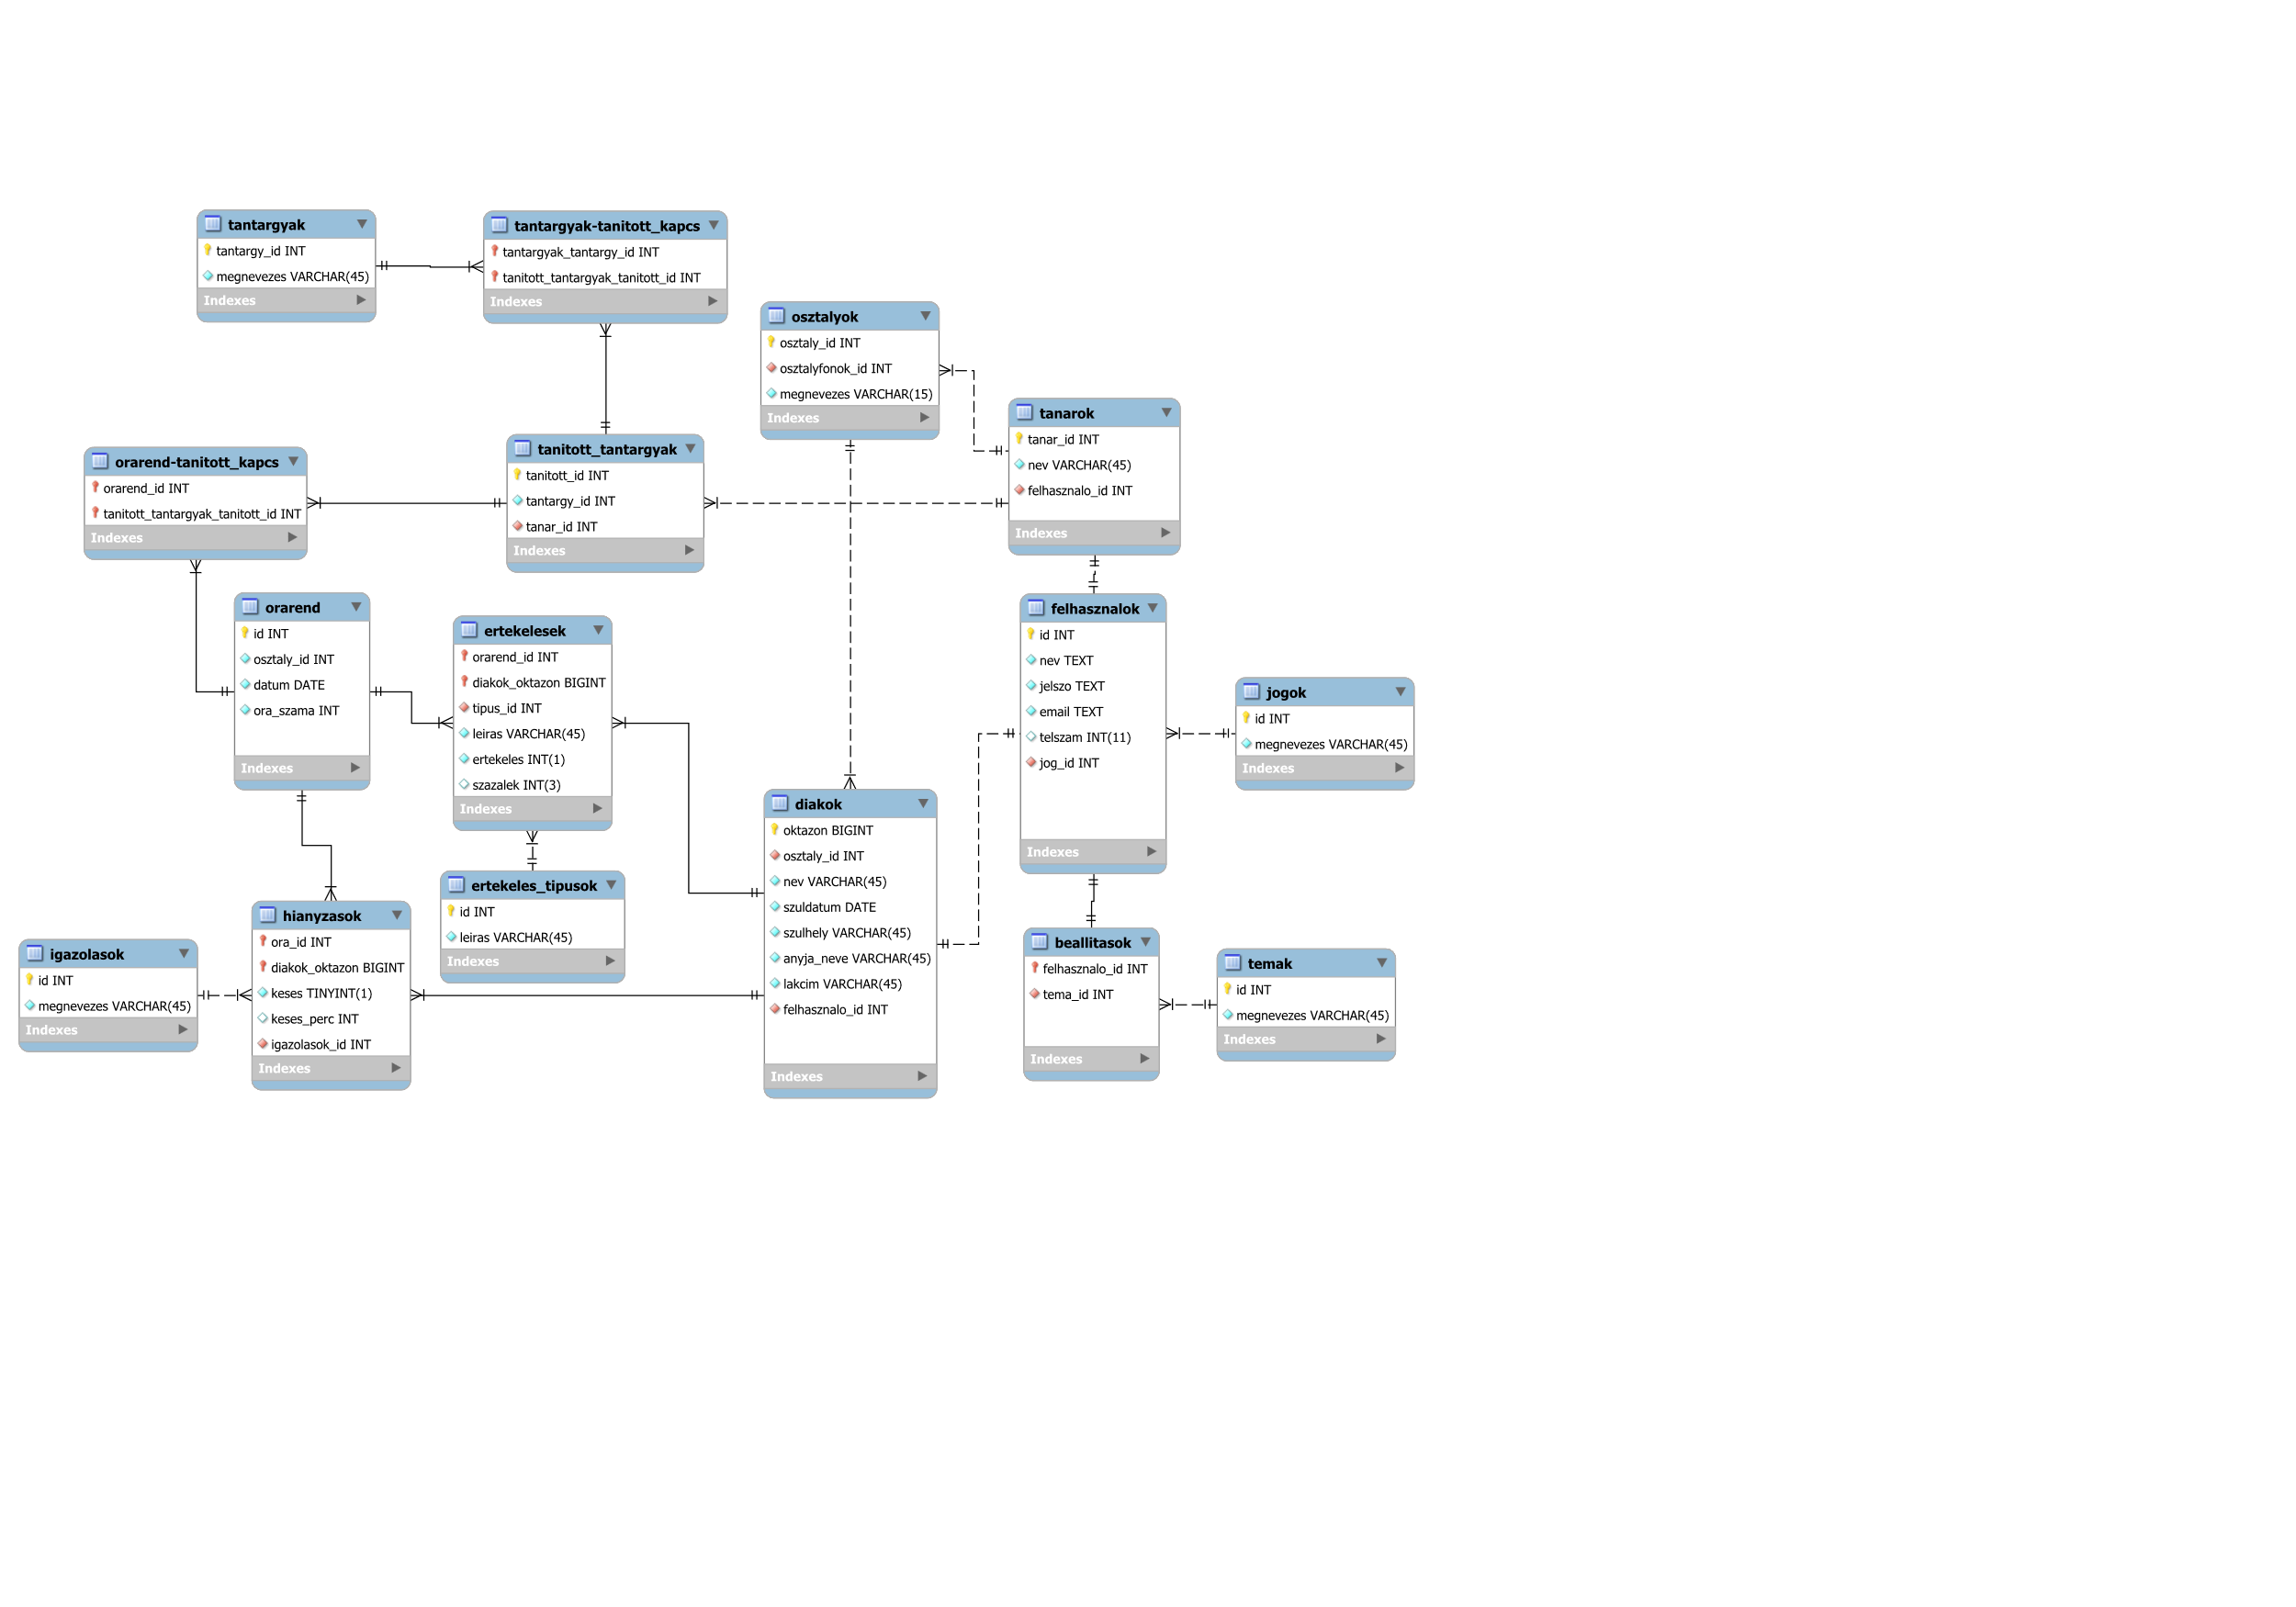 tantargyak
tantargy_id INT
megnevezes VARCHAR(45)
Indexes
tantargyak-tanitott_kapcs
tantargyak_tantargy_id INT
tanitott_tantargyak_tanitott_id INT
Indexes
osztalyok
osztaly_id INT
osztalyfonok_id INT
megnevezes VARCHAR(15)
Indexes
tanarok
tanar_id INT
nev VARCHAR(45)
felhasznalo_id INT
Indexes
orarend-tanitott_kapcs
orarend_id INT
tanitott_tantargyak_tanitott_id INT
Indexes
tanitott_tantargyak
tanitott_id INT
tantargy_id INT
tanar_id INT
Indexes
orarend
id INT
osztaly_id INT
datum DATE
ora_szama INT
Indexes
ertekelesek
orarend_id INT
diakok_oktazon BIGINT
tipus_id INT
leiras VARCHAR(45)
ertekeles INT(1)
szazalek INT(3)
Indexes
felhasznalok
id INT
nev TEXT
jelszo TEXT
email TEXT
telszam INT(11)
jog_id INT
Indexes
jogok
id INT
megnevezes VARCHAR(45)
Indexes
diakok
oktazon BIGINT
osztaly_id INT
nev VARCHAR(45)
szuldatum DATE
szulhely VARCHAR(45)
anyja_neve VARCHAR(45)
lakcim VARCHAR(45)
felhasznalo_id INT
Indexes
ertekeles_tipusok
id INT
leiras VARCHAR(45)
Indexes
igazolasok
id INT
megnevezes VARCHAR(45)
Indexes
hianyzasok
ora_id INT
diakok_oktazon BIGINT
keses TINYINT(1)
keses_perc INT
igazolasok_id INT
Indexes
beallitasok
felhasznalo_id INT
tema_id INT
Indexes
temak
id INT
megnevezes VARCHAR(45)
Indexes